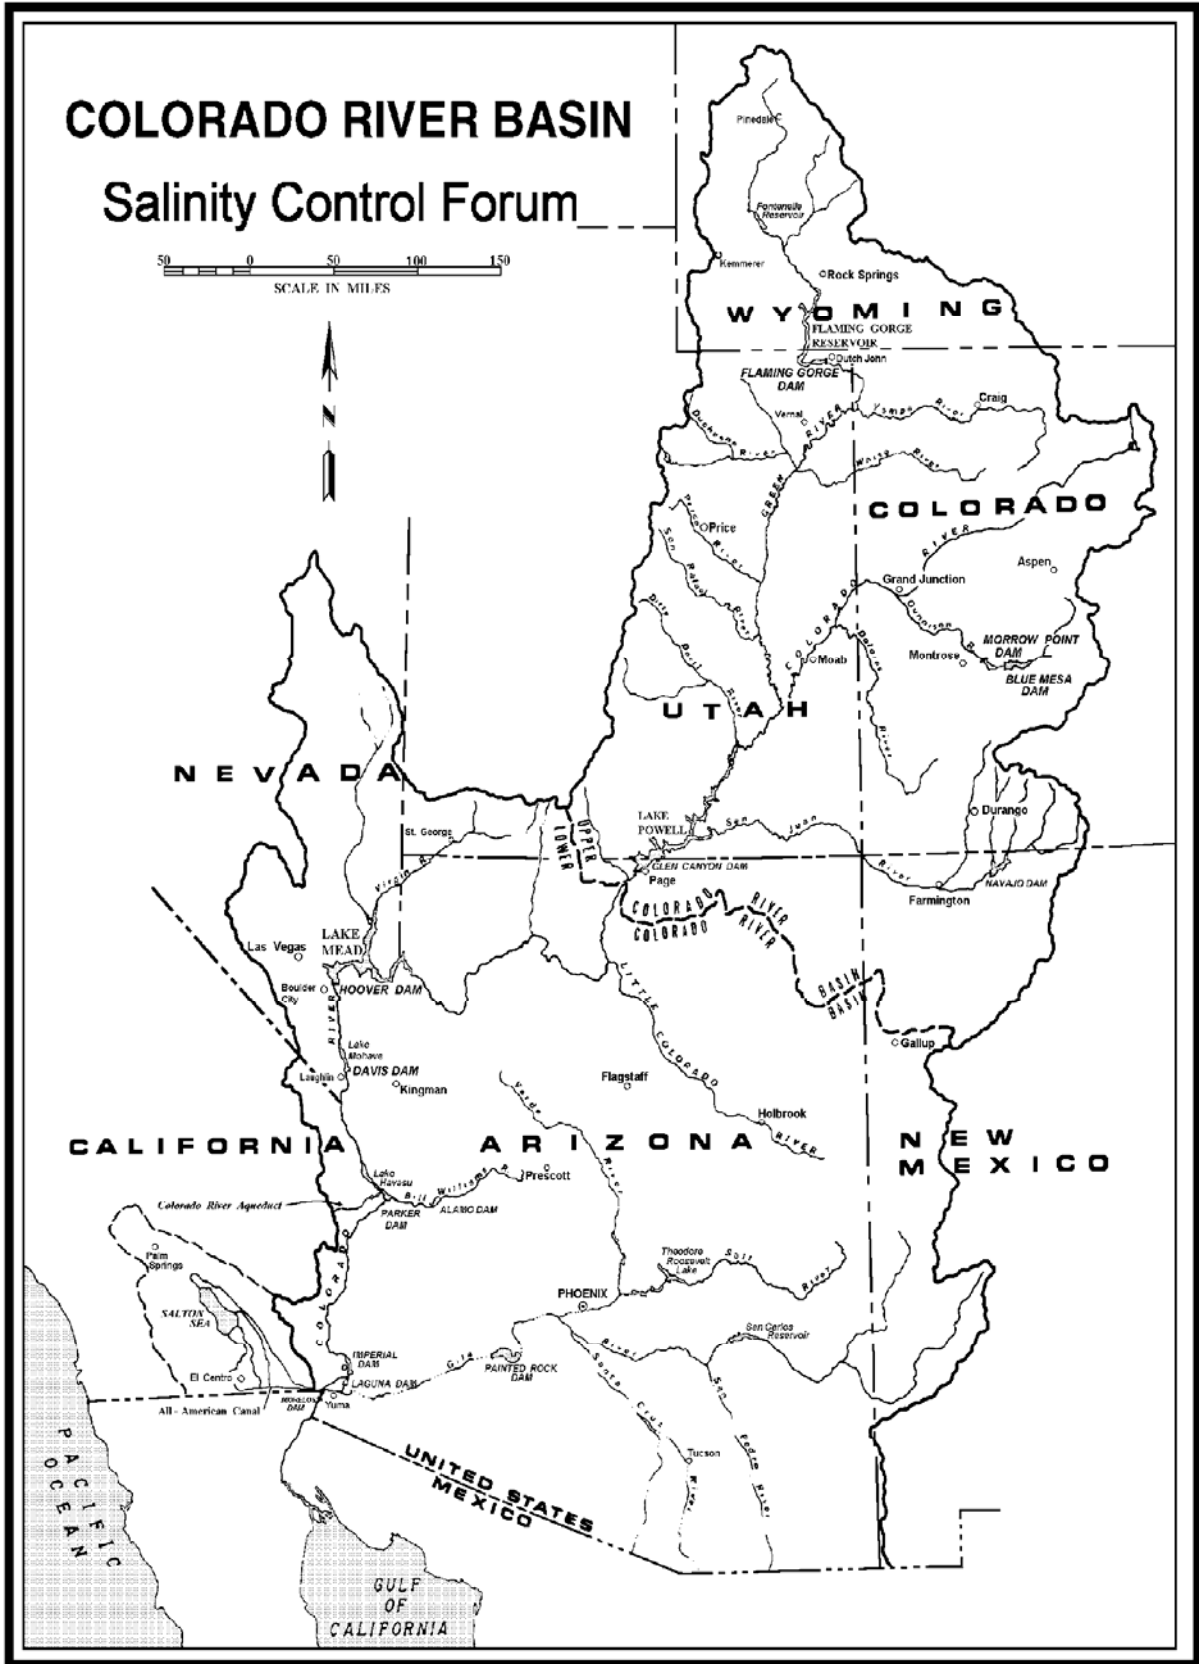 COLORADO RIVER BASIN
Salinity Control Forum
50 0 50 100 150
SCALE IN MILES
N
Pinedale
Fontenelle
Reservoir
Kemmerer
Rock Springs
WYOMING
FLAMING GORGE
RESERVOIR
Dutch John
FLAMING GORGE
DAM
Vernal
GREEN RIVER
Yampa River
Craig
Duchesne River
White River
COLORADO
Price
Price River
San Rafael River
Dirty Devil River
COLORADO RIVER
Aspen
Grand Junction
Gunnison R.
MORROW POINT
DAM
Montrose
BLUE MESA
DAM
Moab
Dolores River
UTAH
NEVADA
St. George
Virgin R.
UPPER
LOWER
LAKE
POWELL
San Juan River
Durango
GLEN CANYON DAM
Page
NAVAJO DAM
Farmington
COLORADO RIVER BASIN
COLORADO RIVER BASIN
Las Vegas
LAKE
MEAD
Boulder
City
HOOVER DAM
RIVER
Lake
Mohave
DAVIS DAM
Laughlin
Kingman
LITTLE COLORADO RIVER
Flagstaff
Holbrook
Gallup
Verde River
CALIFORNIA
ARIZONA
NEW
MEXICO
Lake
Havasu
Bill Williams R.
Prescott
Colorado River Aqueduct
PARKER
DAM
ALAMO DAM
COLORADO
Palm
Springs
SALTON
SEA
Theodore
Roosevelt
Lake
Salt River
PHOENIX
San Carlos
Reservoir
IMPERIAL
DAM
El Centro
LAGUNA DAM
Gila River
PAINTED ROCK
DAM
MORELOS
DAM
Yuma
All-American Canal
Santa Cruz River
San Pedro River
Tucson
UNITED STATES
MEXICO
PACIFIC
OCEAN
GULF
OF
CALIFORNIA